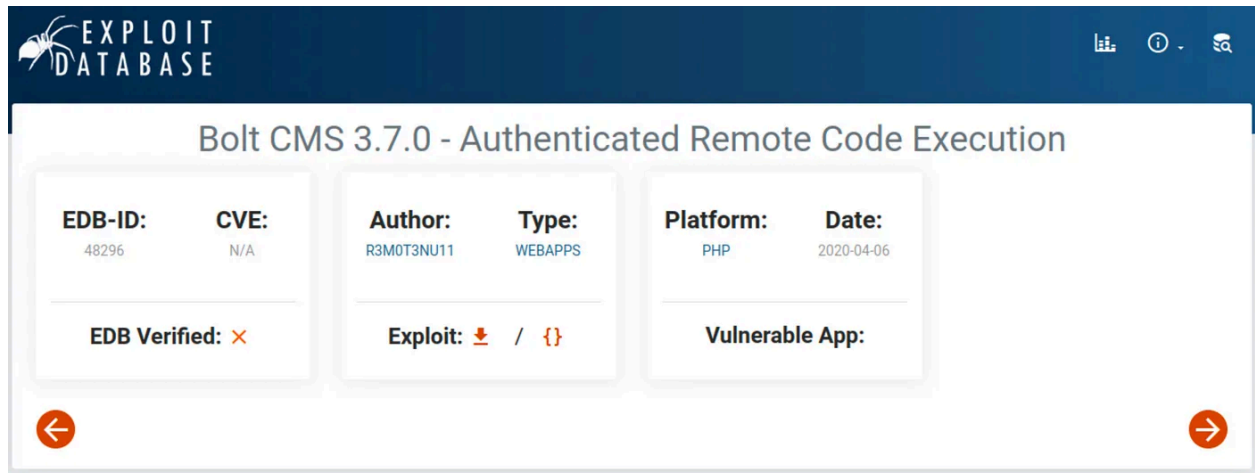 EXPLOIT
DATABASE
Bolt CMS 3.7.0 - Authenticated Remote Code Execution
EDB-ID:
48296
CVE:
N/A
Author:
R3M0T3NU11
Type:
WEBAPPS
Platform:
PHP
Date:
2020-04-06
EDB Verified: ×
Exploit: / {}
Vulnerable App: